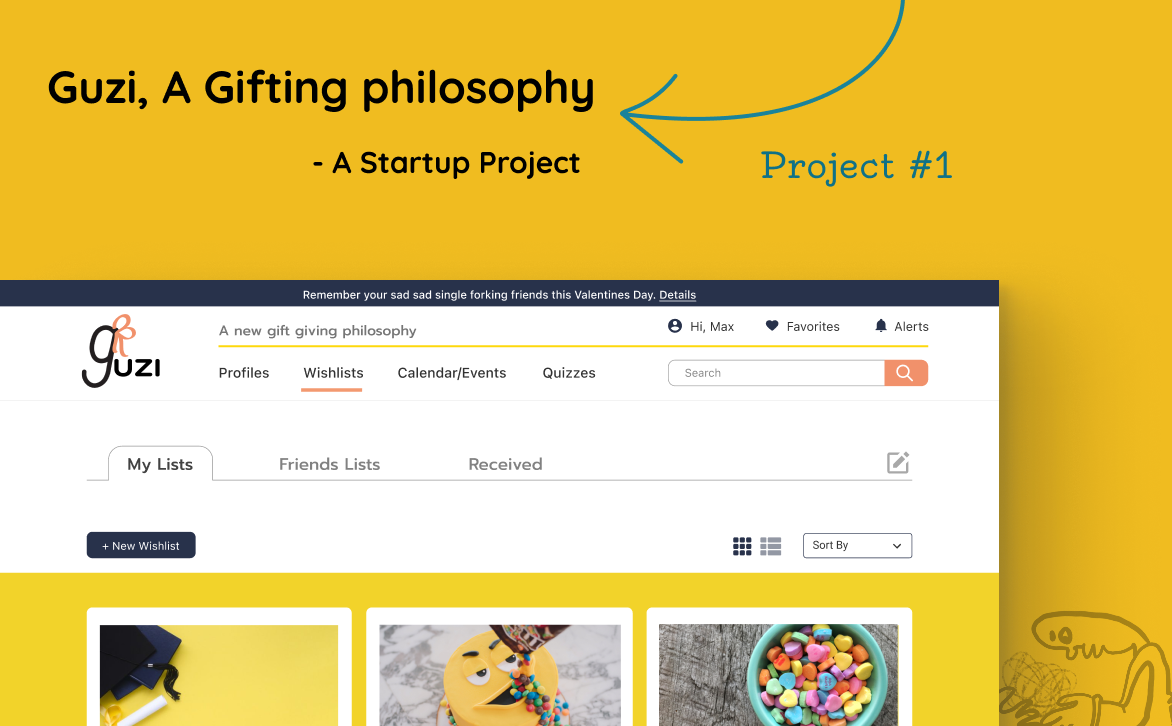 Guzi, A Gifting philosophy
- A Startup Project
Project #1
Remember your sad sad single forking friends this Valentines Day. Details
guzi
A new gift giving philosophy
Hi, Max
Favorites
Alerts
Profiles
Wishlists
Calendar/Events
Quizzes
Search
My Lists
Friends Lists
Received
+ New Wishlist
Sort By